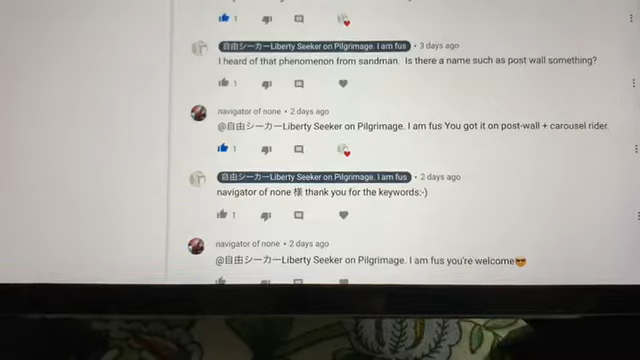 1
自由シーカーLiberty Seeker on Pilgrimage. I am fus • 3 days ago
I heard of that phenomenon from sandman. Is there a name such as post wall something?
1
navigator of none • 2 days ago
@自由シーカーLiberty Seeker on Pilgrimage. I am fus You got it on post-wall + carousel rider.
1
自由シーカーLiberty Seeker on Pilgrimage. I am fus • 2 days ago
navigator of none 様 thank you for the keywords:-)
1
navigator of none • 2 days ago
@自由シーカーLiberty Seeker on Pilgrimage. I am fus you're welcome😎